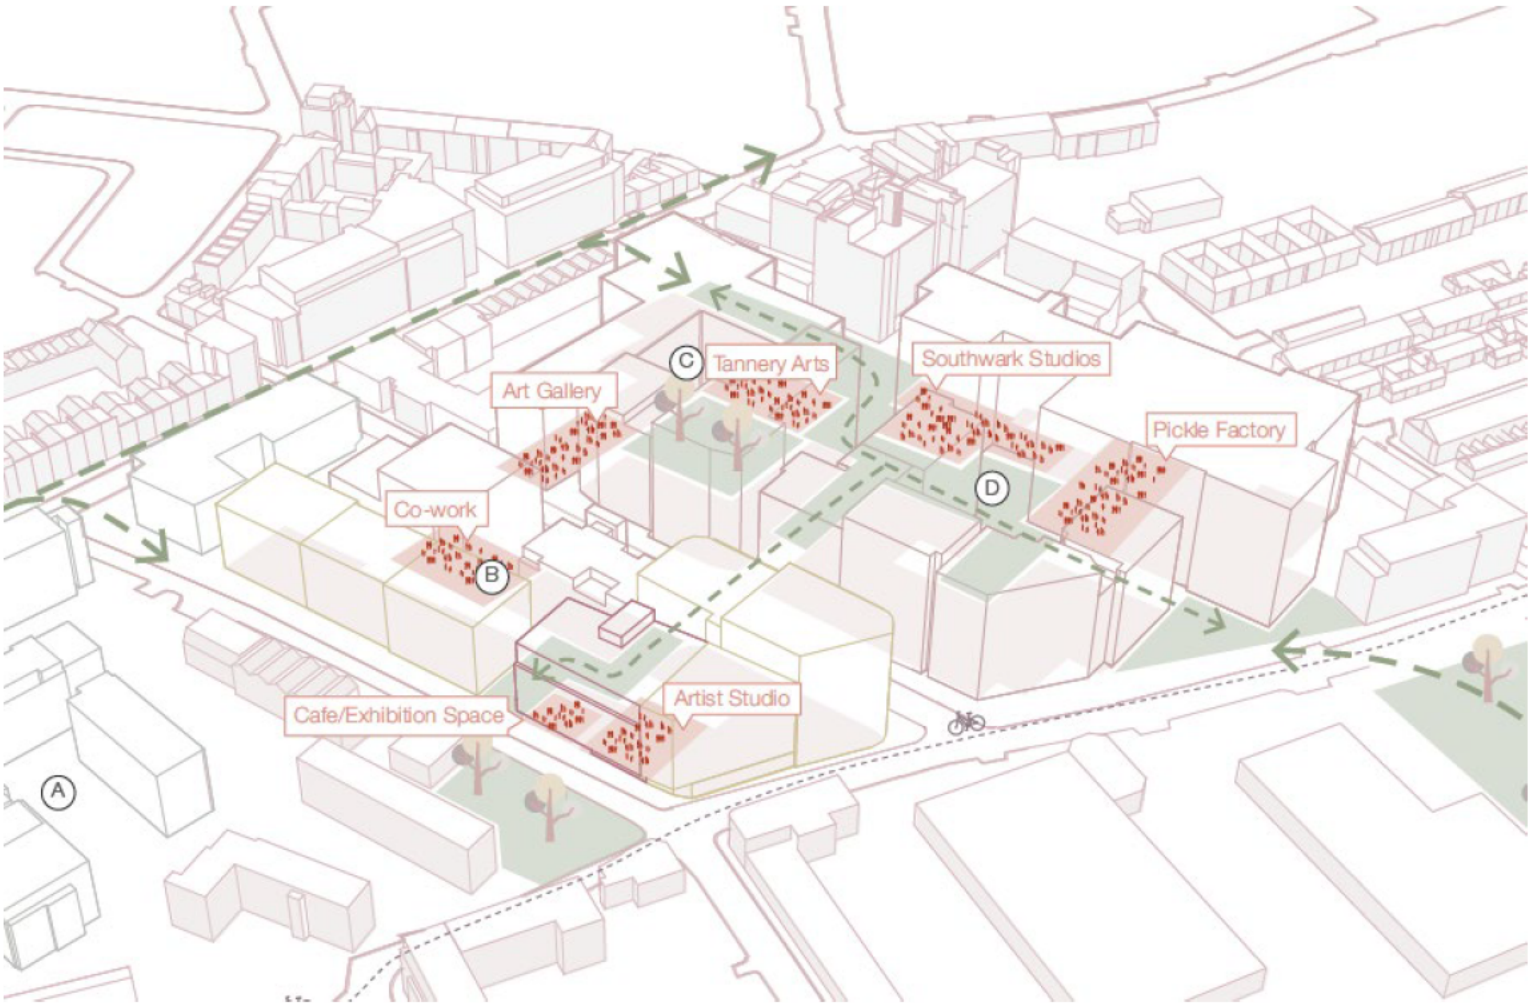 C
Tannery Arts
Southwark Studios
Art Gallery
Pickle Factory
D
Co-work
B
Artist Studio
Cafe/Exhibition Space
A